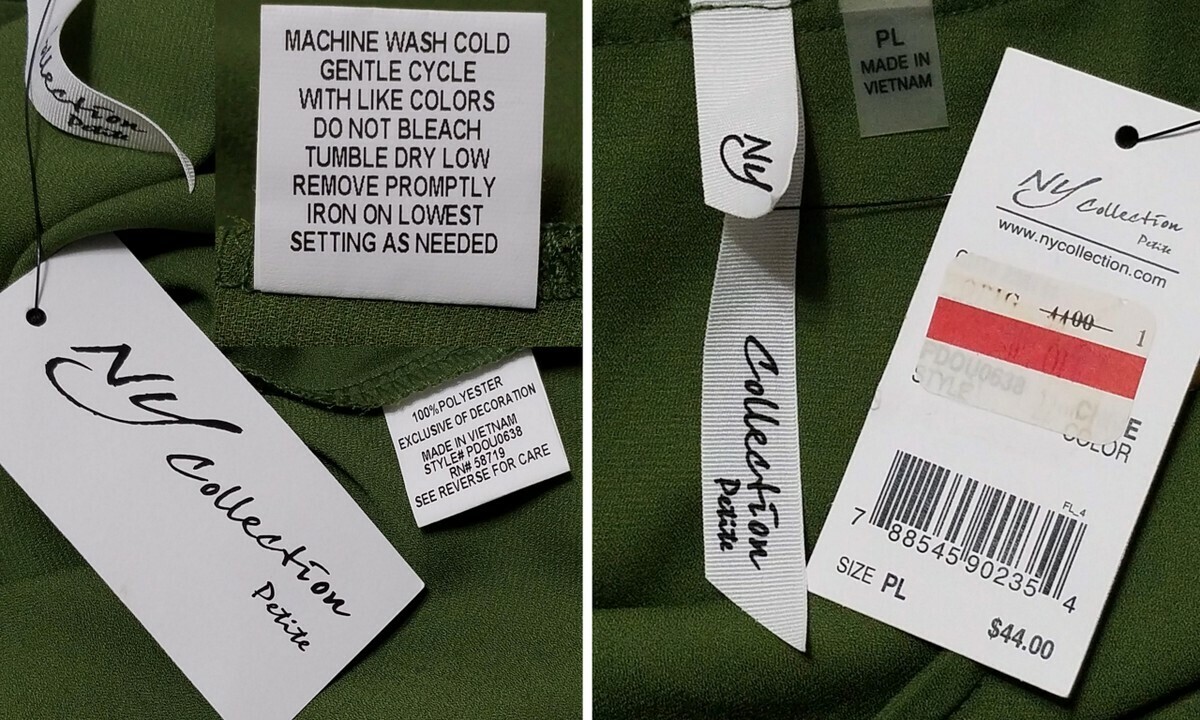 Collection
Petite
MACHINE WASH COLD
GENTLE CYCLE
WITH LIKE COLORS
DO NOT BLEACH
TUMBLE DRY LOW
REMOVE PROMPTLY
IRON ON LOWEST
SETTING AS NEEDED
NY
Collection
Petite
100%POLYESTER
EXCLUSIVE OF DECORATION
MADE IN VIETNAM
STYLE# PDOU0638
RN# 58719
SEE REVERSE FOR CARE
NY
Collection
Petite
PL
MADE IN
VIETNAM
NY Collection
Petite
www.nycollection.com
4400
1
PDOU0638
STYLE
COLOR
FL_4
7 88545 90235 4
SIZE PL
$44.00